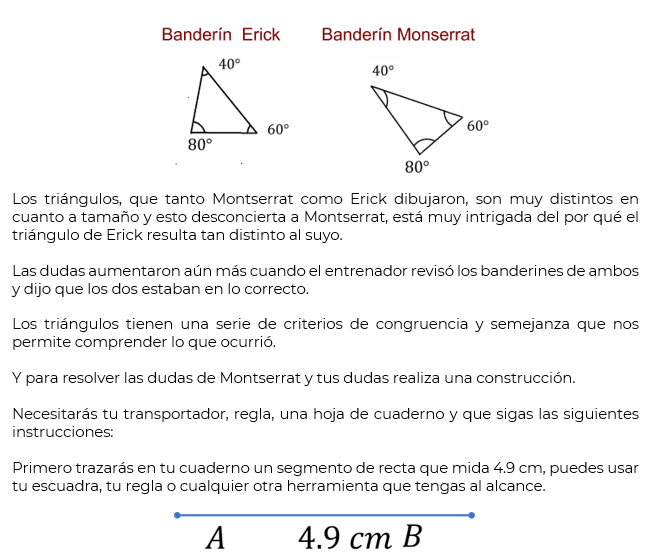 Banderín Erick Banderín Monserrat
40° 40°
60° 60°
80° 80°
Los triángulos, que tanto Montserrat como Erick dibujaron, son muy distintos en
cuanto a tamaño y esto desconcierta a Montserrat, está muy intrigada del por qué el
triángulo de Erick resulta tan distinto al suyo.
Las dudas aumentaron aún más cuando el entrenador revisó los banderines de ambos
y dijo que los dos estaban en lo correcto.
Los triángulos tienen una serie de criterios de congruencia y semejanza que nos
permite comprender lo que ocurrió.
Y para resolver las dudas de Montserrat y tus dudas realiza una construcción.
Necesitarás tu transportador, regla, una hoja de cuaderno y que sigas las siguientes
instrucciones:
Primero trazarás en tu cuaderno un segmento de recta que mida 4.9 cm, puedes usar
tu escuadra, tu regla o cualquier otra herramienta que tengas al alcance.
A 4.9 cm B